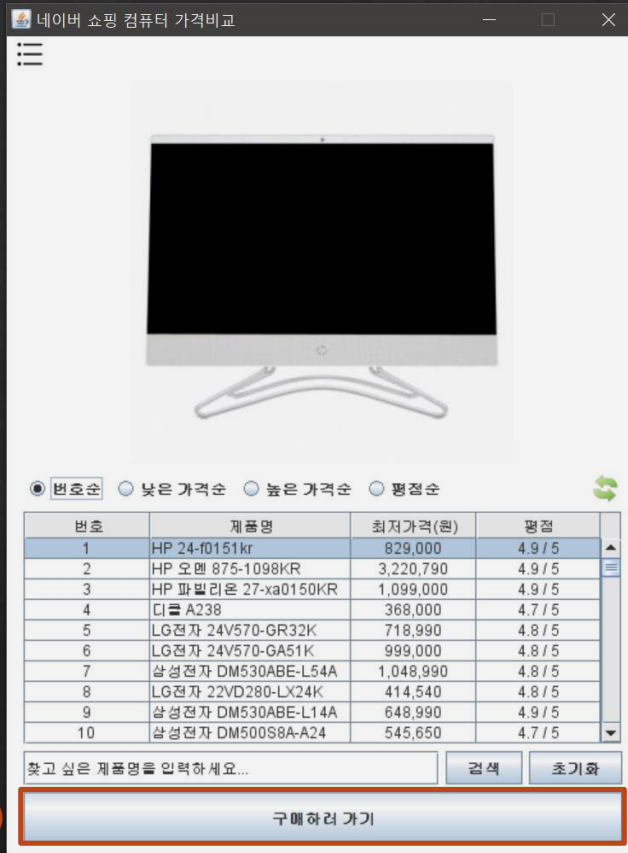 네이버 쇼핑 컴퓨터 가격비교
번호순 낮은 가격순 높은 가격순 평점순
번호 제품명 최저가격(원) 평점
1 HP 24-f0151kr 829,000 4.9 / 5
2 HP 오멘 875-1098KR 3,220,790 4.9 / 5
3 HP 파빌리온 27-xa0150KR 1,099,000 4.9 / 5
4 디클 A238 368,000 4.7 / 5
5 LG전자 24V570-GR32K 718,990 4.8 / 5
6 LG전자 24V570-GA51K 999,000 4.8 / 5
7 삼성전자 DM530ABE-L54A 1,048,990 4.8 / 5
8 LG전자 22VD280-LX24K 414,540 4.8 / 5
9 삼성전자 DM530ABE-L14A 648,990 4.9 / 5
10 삼성전자 DM500S8A-A24 545,650 4.7 / 5
찾고 싶은 제품명을 입력하세요... 검색 초기화
구매하러 가기